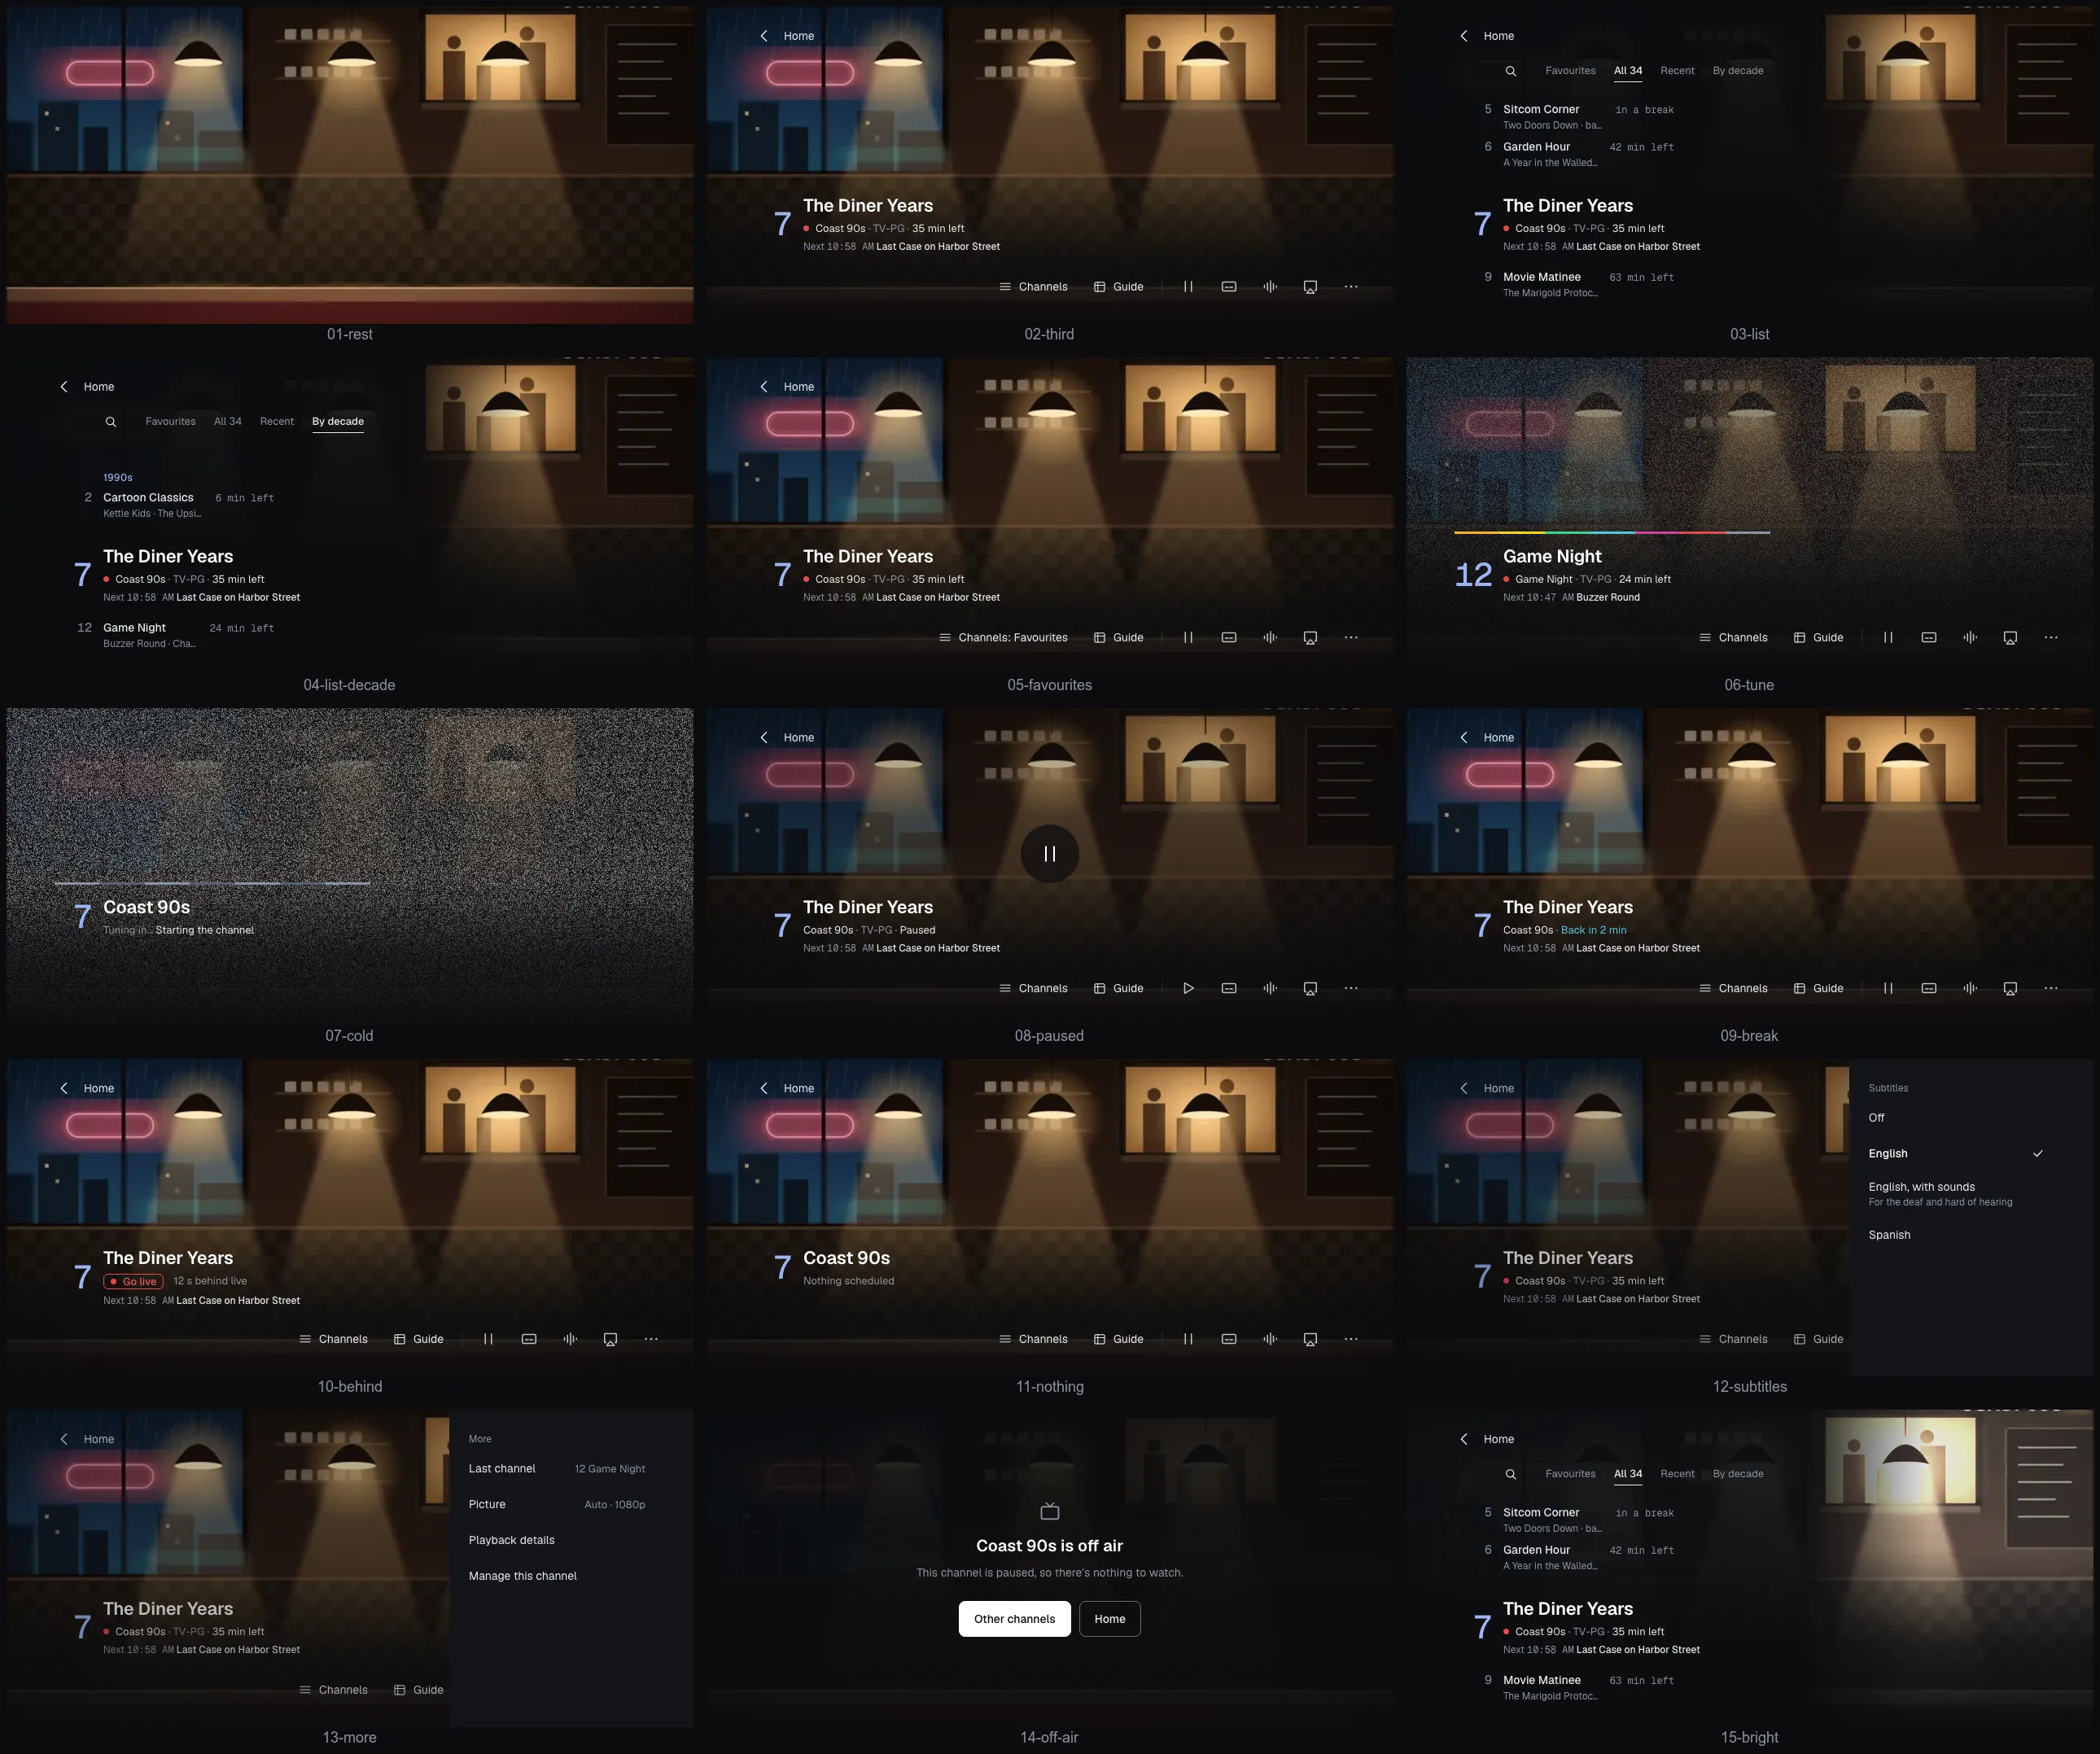 01-rest
Home
The Diner Years
7
Coast 90s · TV-PG · 35 min left
Next 10:58 AM Last Case on Harbor Street
Channels Guide
02-third
Home
Favourites All 34 Recent By decade
5 Sitcom Corner in a break
Two Doors Down · ba...
6 Garden Hour 42 min left
A Year in the Walled...
The Diner Years
7
Coast 90s · TV-PG · 35 min left
Next 10:58 AM Last Case on Harbor Street
9 Movie Matinee 63 min left
The Marigold Protoc...
03-list
Home
Favourites All 34 Recent By decade
1990s
2 Cartoon Classics 6 min left
Kettle Kids · The Upsi...
The Diner Years
7
Coast 90s · TV-PG · 35 min left
Next 10:58 AM Last Case on Harbor Street
12 Game Night 24 min left
Buzzer Round · Cha...
04-list-decade
Home
The Diner Years
7
Coast 90s · TV-PG · 35 min left
Next 10:58 AM Last Case on Harbor Street
Channels: Favourites Guide
05-favourites
Game Night
12
Game Night · TV-PG · 24 min left
Next 10:47 AM Buzzer Round
Channels Guide
06-tune
Coast 90s
7
Tuning in... Starting the channel
07-cold
Home
The Diner Years
7
Coast 90s · TV-PG · Paused
Next 10:58 AM Last Case on Harbor Street
Channels Guide
08-paused
Home
The Diner Years
7
Coast 90s · Back in 2 min
Next 10:58 AM Last Case on Harbor Street
Channels Guide
09-break
Home
The Diner Years
7
Go live 12 s behind live
Next 10:58 AM Last Case on Harbor Street
Channels Guide
10-behind
Home
Coast 90s
7
Nothing scheduled
Channels Guide
11-nothing
Home
The Diner Years
7
Coast 90s · TV-PG · 35 min left
Next 10:58 AM Last Case on Harbor Street
Channels Guide
Subtitles
Off
English
English, with sounds
For the deaf and hard of hearing
Spanish
12-subtitles
Home
The Diner Years
7
Coast 90s · TV-PG · 35 min left
Next 10:58 AM Last Case on Harbor Street
Channels Guide
More
Last channel 12 Game Night
Picture Auto · 1080p
Playback details
Manage this channel
13-more
Coast 90s is off air
This channel is paused, so there's nothing to watch.
Other channels Home
14-off-air
Home
Favourites All 34 Recent By decade
5 Sitcom Corner in a break
Two Doors Down · ba...
6 Garden Hour 42 min left
A Year in the Walled...
The Diner Years
7
Coast 90s · TV-PG · 35 min left
Next 10:58 AM Last Case on Harbor Street
9 Movie Matinee 63 min left
The Marigold Protoc...
15-bright